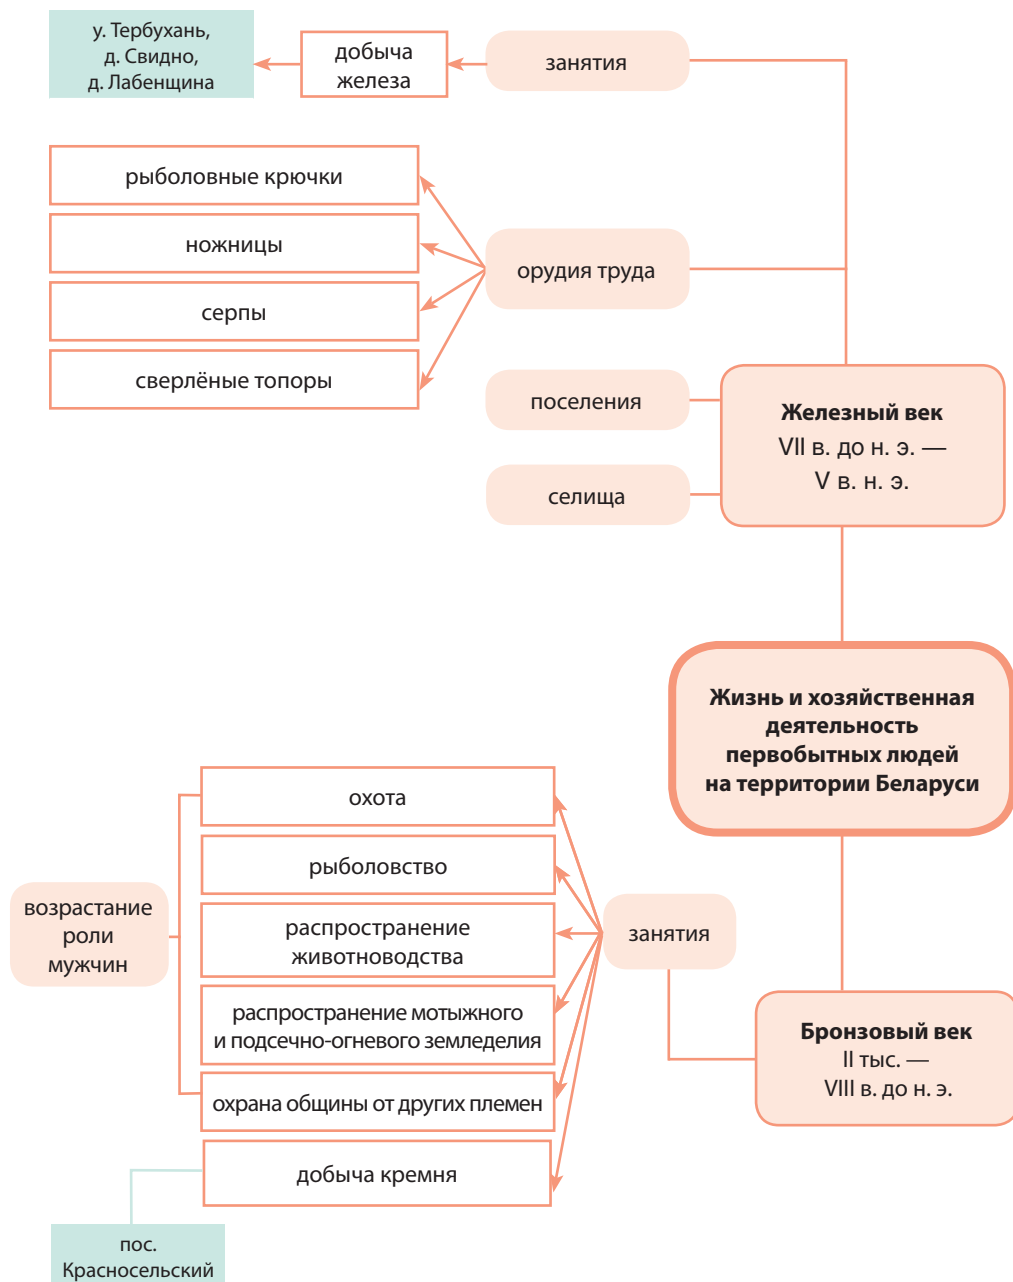 у. Тербухань,
д. Свидно,
д. Лабенщина
добыча
железа
занятия
рыболовные крючки
ножницы
серпы
сверлёные топоры
орудия труда
поселения
селища
Железный век
VII в. до н. э. —
V в. н. э.
Жизнь и хозяйственная
деятельность
первобытных людей
на территории Беларуси
охота
рыболовство
распространение
животноводства
распространение мотыжного
и подсечно-огневого земледелия
охрана общины от других племен
добыча кремня
возрастание
роли
мужчин
занятия
Бронзовый век
II тыс. —
VIII в. до н. э.
пос.
Красносельский